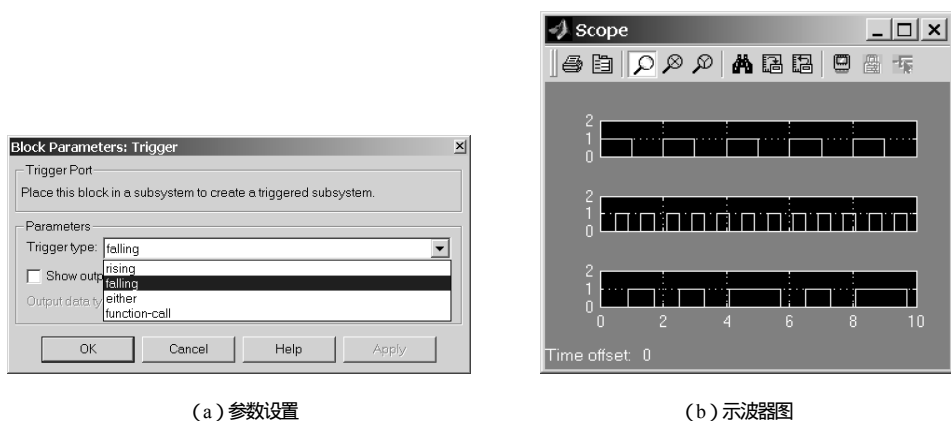 Scope
2
1
0
2
1
0
2
1
0
0 2 4 6 8 10
Time offset: 0
Block Parameters: Trigger
Trigger Port
Place this block in a subsystem to create a triggered subsystem.
Parameters
Trigger type: falling
Show outp
rising
falling
Output data ty
either
function-call
OK Cancel Help Apply
（a）参数设置
（b）示波器图